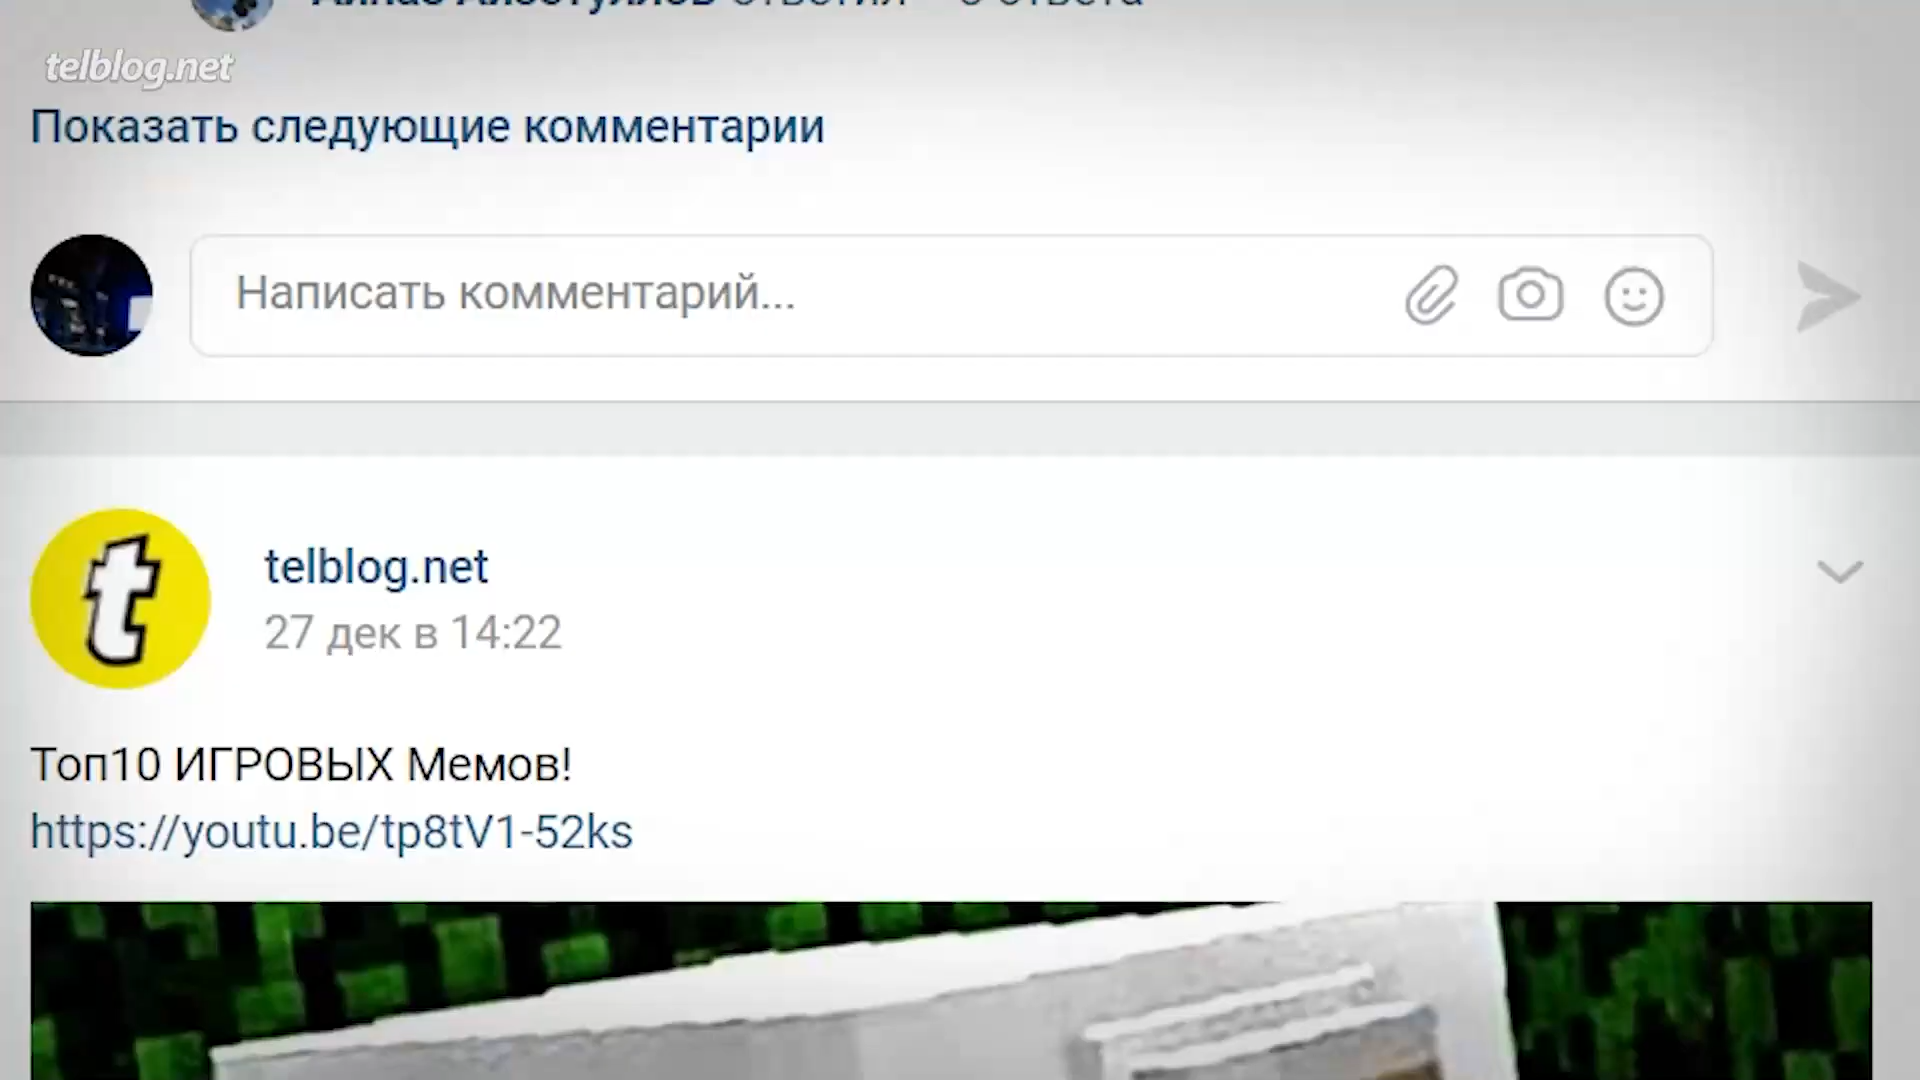 telblog.net
Показать следующие комментарии
Написать комментарий...
t
telblog.net
27 дек в 14:22
Топ10 ИГРОВЫХ Мемов!
https://youtu.be/tp8tV1-52ks